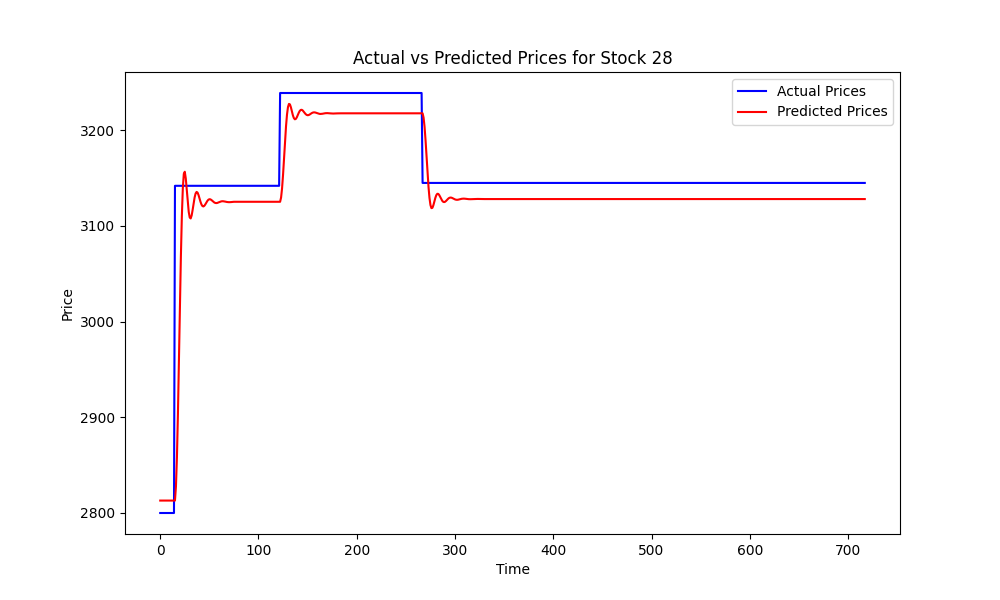 Actual vs Predicted Prices for Stock 28
Actual Prices
Predicted Prices
3200
3100
3000
2900
2800
Price
0 100 200 300 400 500 600 700
Time